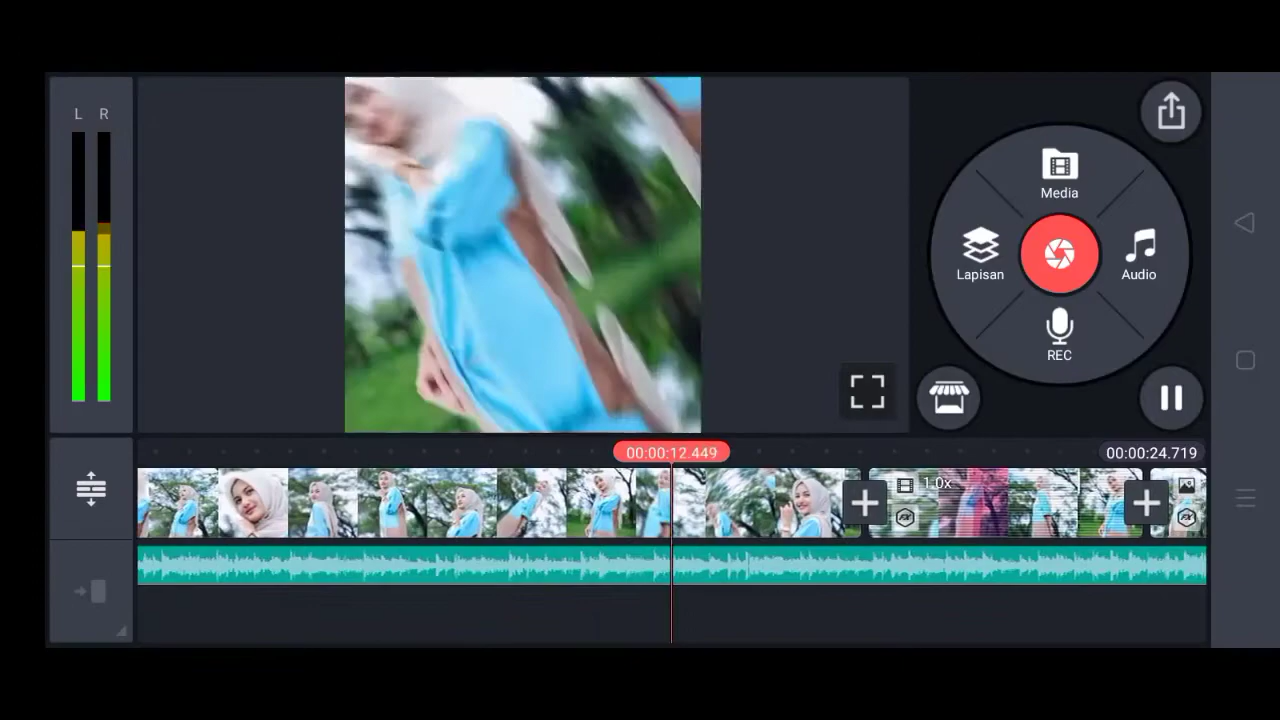 L R
Media
Lapisan
Audio
REC
00:00:12.449
00:00:24.719
1.0x